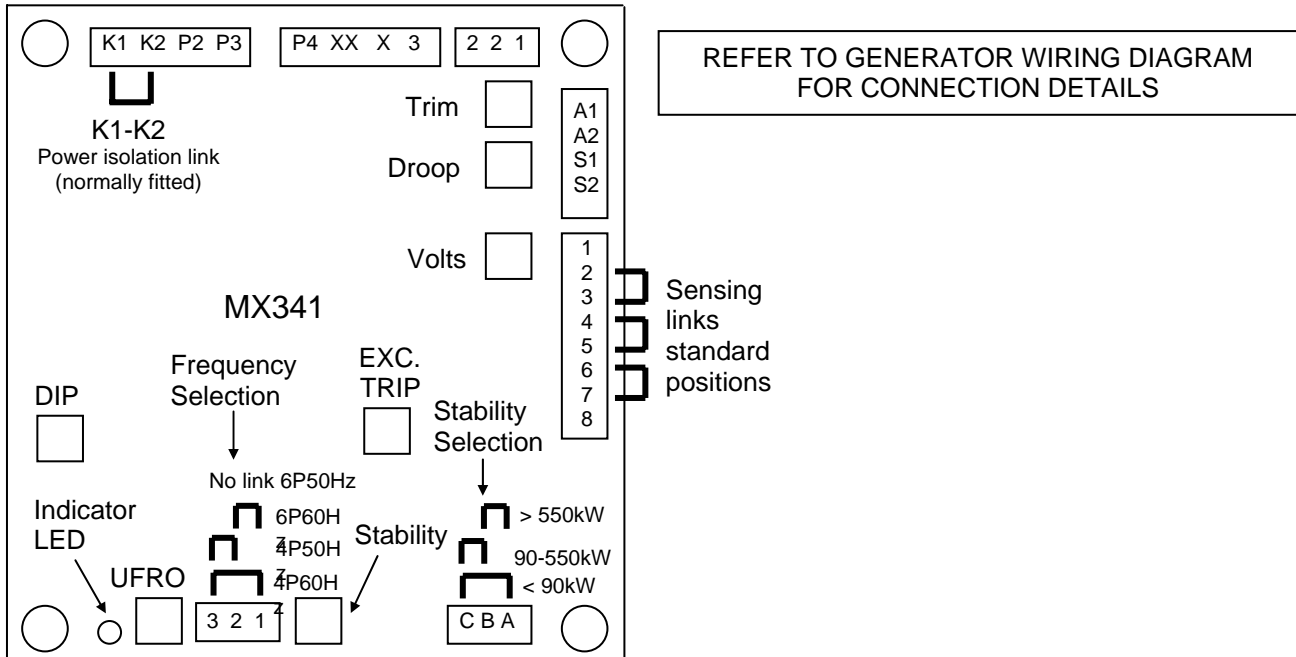 K1 K2 P2 P3
P4 XX X 3
2 2 1
REFER TO GENERATOR WIRING DIAGRAM
FOR CONNECTION DETAILS
K1-K2
Power isolation link
(normally fitted)
Trim
Droop
Volts
A1
A2
S1
S2
1
2
3
4
5
6
7
8
Sensing
links
standard
positions
MX341
Frequency
Selection
EXC.
TRIP
DIP
Stability
Selection
No link 6P50Hz
6P60H
z
4P50H
z
4P60H
z
Indicator
LED
UFRO
3 2 1
Stability
> 550kW
90-550kW
< 90kW
C B A